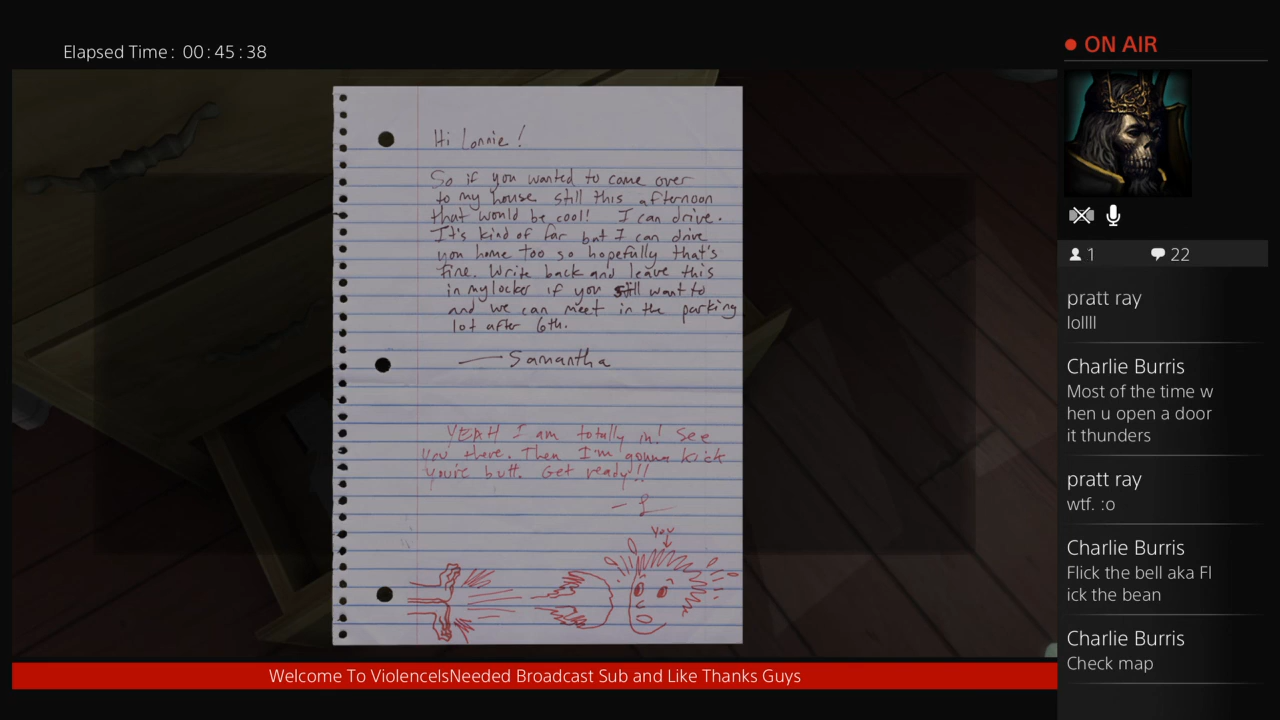 Elapsed Time: 00:45:38
Hi Lonnie!
So if you wanted to come over
to my house still this afternoon
that would be cool! I can drive.
It's kind of far but I can drive
you home too so hopefully that's
fine. Write back and leave this
in my locker if you still want to
and we can meet in the parking
lot after 6th.
— Samantha
YEAH I am totally in! See
you there. Then I'm gonna kick
you're butt. Get ready!!
- L
You
Welcome To ViolenceIsNeeded Broadcast Sub and Like Thanks Guys
ON AIR
1 22
pratt ray
lollll
Charlie Burris
Most of the time w
hen u open a door
it thunders
pratt ray
wtf. :o
Charlie Burris
Flick the bell aka Fl
ick the bean
Charlie Burris
Check map